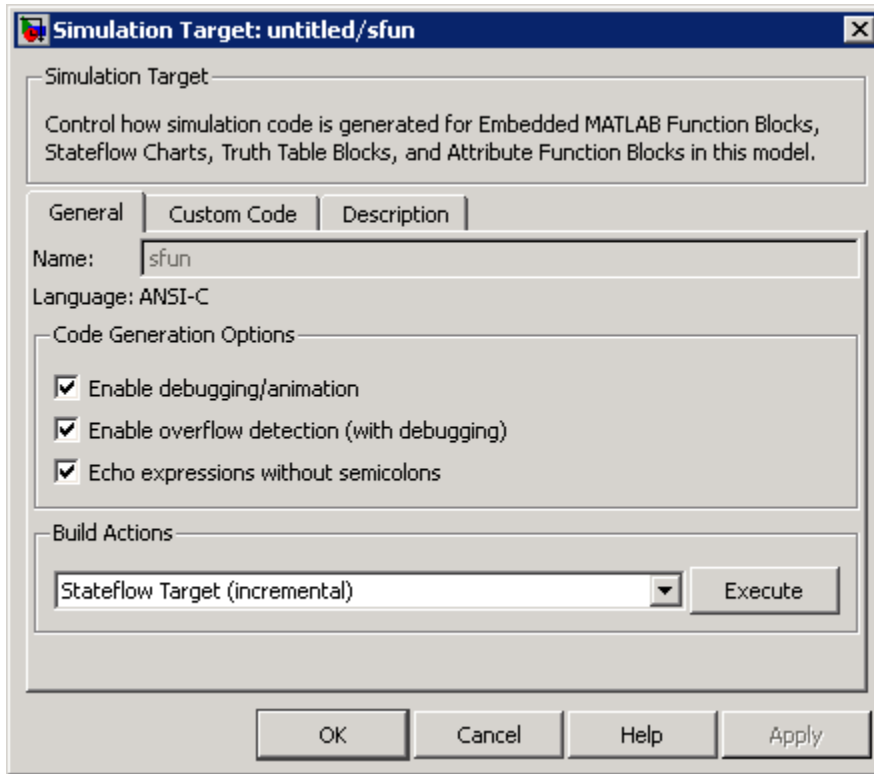 Simulation Target: untitled/sfun
Simulation Target
Control how simulation code is generated for Embedded MATLAB Function Blocks,
Stateflow Charts, Truth Table Blocks, and Attribute Function Blocks in this model.
General Custom Code Description
Name: sfun
Language: ANSI-C
Code Generation Options
Enable debugging/animation
Enable overflow detection (with debugging)
Echo expressions without semicolons
Build Actions
Stateflow Target (incremental) Execute
OK Cancel Help Apply